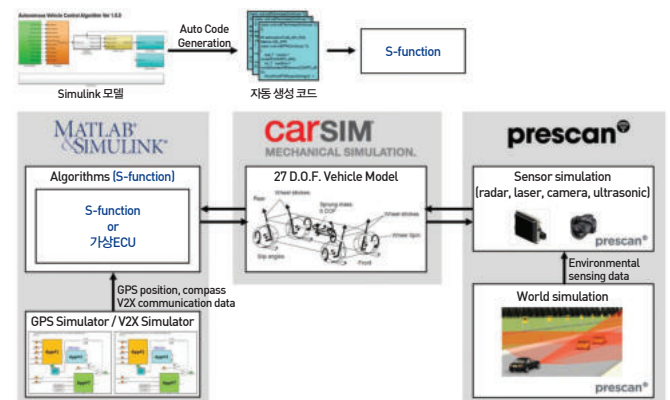 Autonomous Vehicle Control Algorithm Ver 1.0.0
Auto Code
Generation
S-function
Simulink 모델
자동 생성 코드
MATLAB®
&SIMULINK®
carsim
MECHANICAL SIMULATION.
prescan
Algorithms (S-function)
S-function
or
가상ECU
27 D.O.F. Vehicle Model
Wheel strokes
Rear
Sprung mass
6 DOF
Wheel strokes
Wheel Spin
Slip angles
Front
Sensor simulation
(radar, laser, camera, ultrasonic)
prescan
GPS position, compass
V2X communication data
Environmental
sensing data
GPS Simulator / V2X Simulator
World simulation
prescan